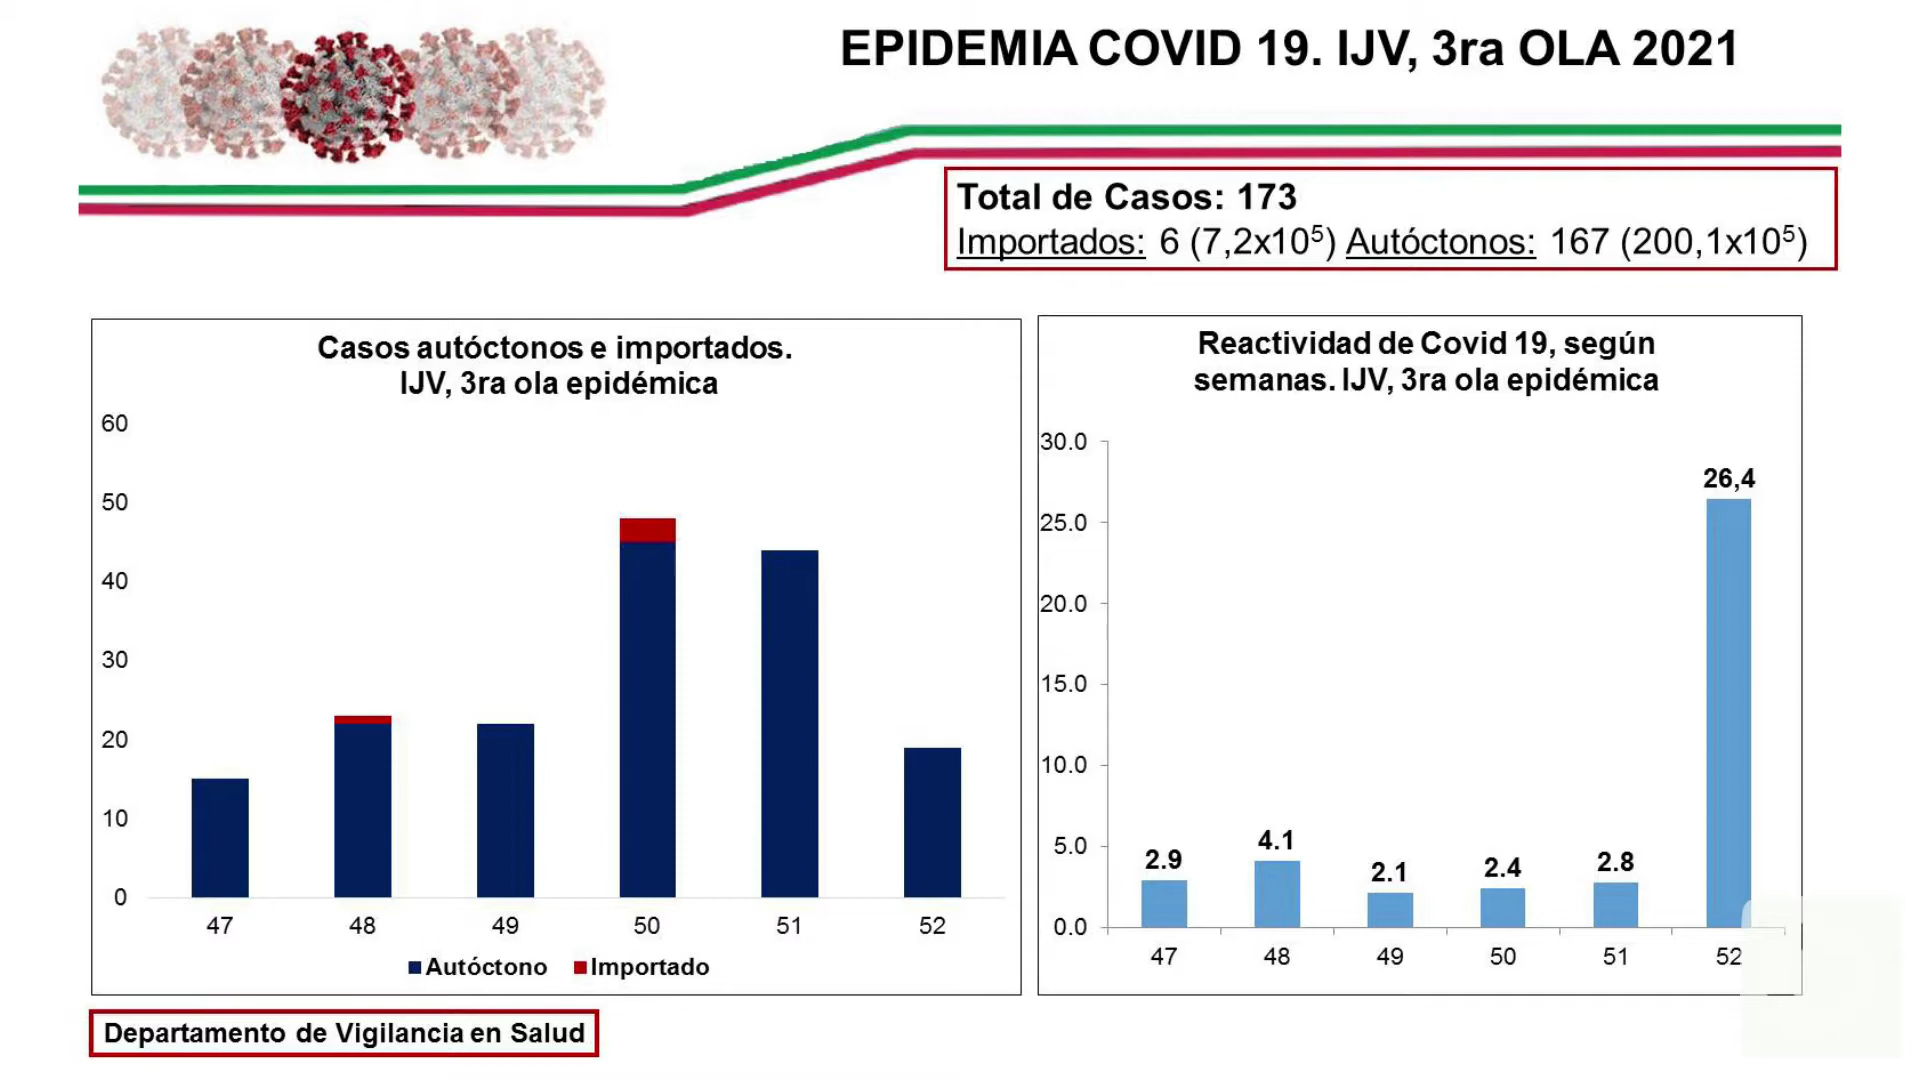 EPIDEMIA COVID 19. IJV, 3ra OLA 2021
Total de Casos: 173
Importados: 6 (7,2x10⁵) Autóctonos: 167 (200,1x10⁵)
Casos autóctonos e importados.
IJV, 3ra ola epidémica
60
50
40
30
20
10
0
47 48 49 50 51 52
Autóctono Importado
Reactividad de Covid 19, según
semanas. IJV, 3ra ola epidémica
30.0
25.0
20.0
15.0
10.0
5.0
0.0
2.9 4.1 2.1 2.4 2.8 26,4
47 48 49 50 51 52
Departamento de Vigilancia en Salud